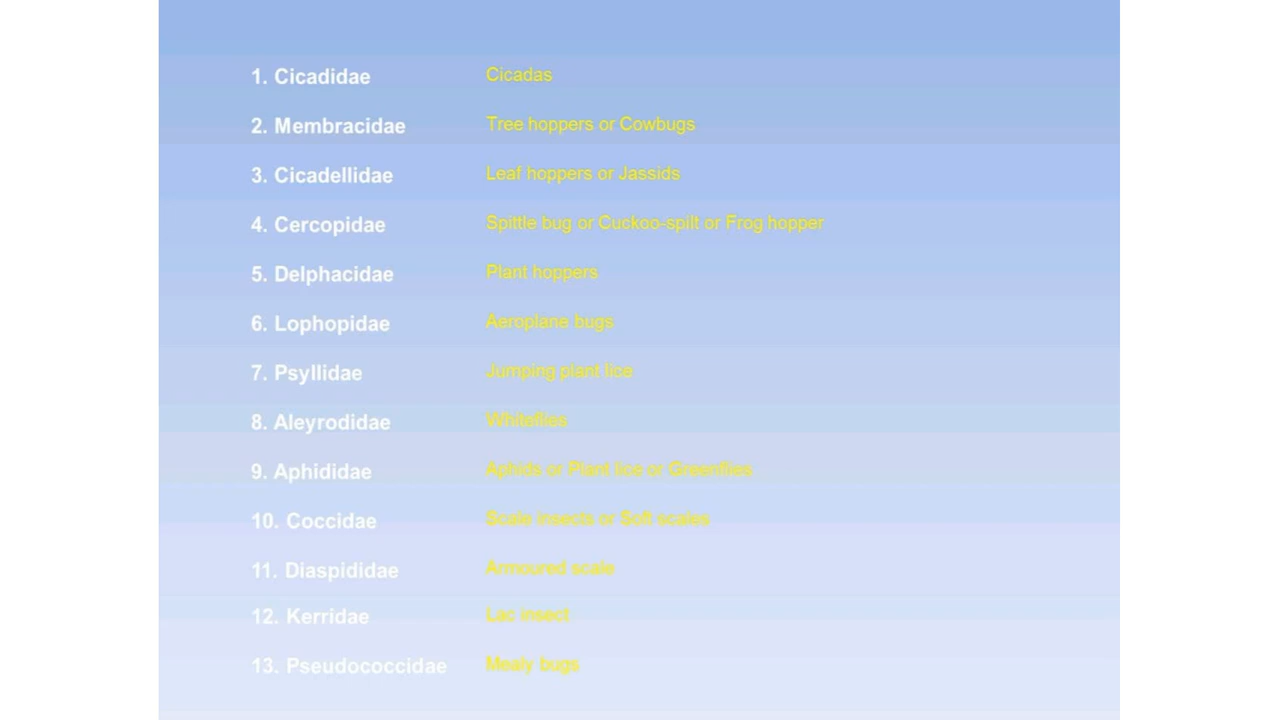 1. Cicadidae Cicadas
2. Membracidae Tree hoppers or Cowbugs
3. Cicadellidae Leaf hoppers or Jassids
4. Cercopidae Spittle bug or Cuckoo-spilt or Frog hopper
5. Delphacidae Plant hoppers
6. Lophopidae Aeroplane bugs
7. Psyllidae Jumping plant lice
8. Aleyrodidae Whiteflies
9. Aphididae Aphids or Plant lice or Greenflies
10. Coccidae Scale insects or Soft scales
11. Diaspididae Armoured scale
12. Kerridae Lac insect
13. Pseudococcidae Mealy bugs